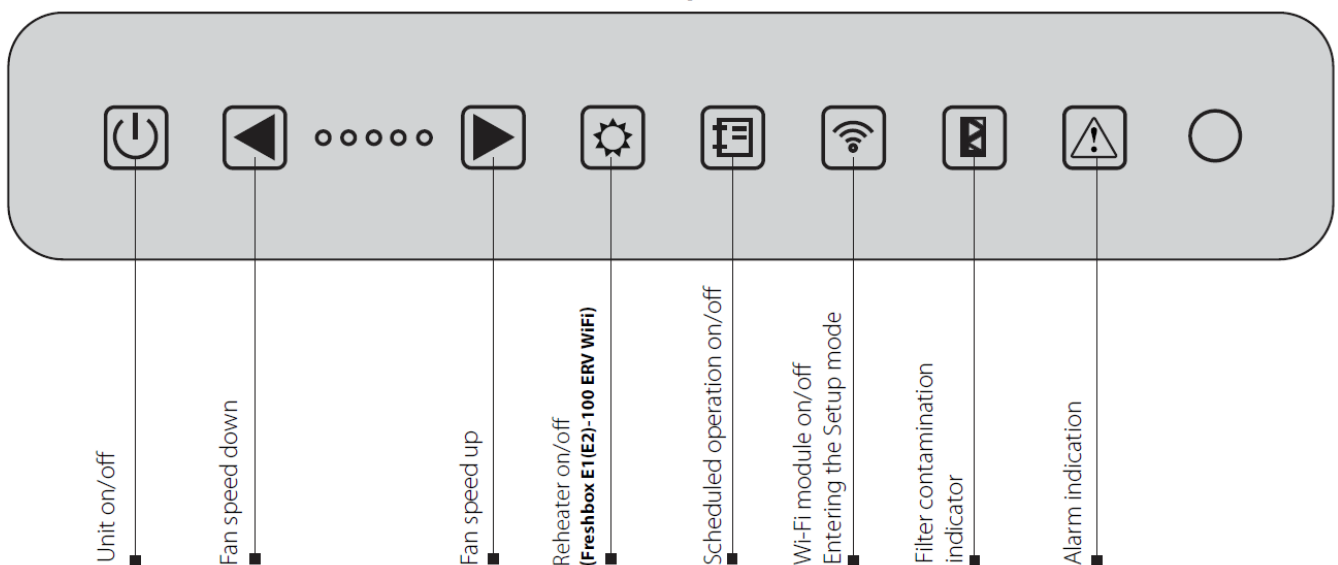 Unit on/off
Fan speed down
Fan speed up
Reheater on/off
(Freshbox E1(E2)-100 ERV WiFi)
Scheduled operation on/off
Wi-Fi module on/off
Entering the Setup mode
Filter contamination
indicator
Alarm indication